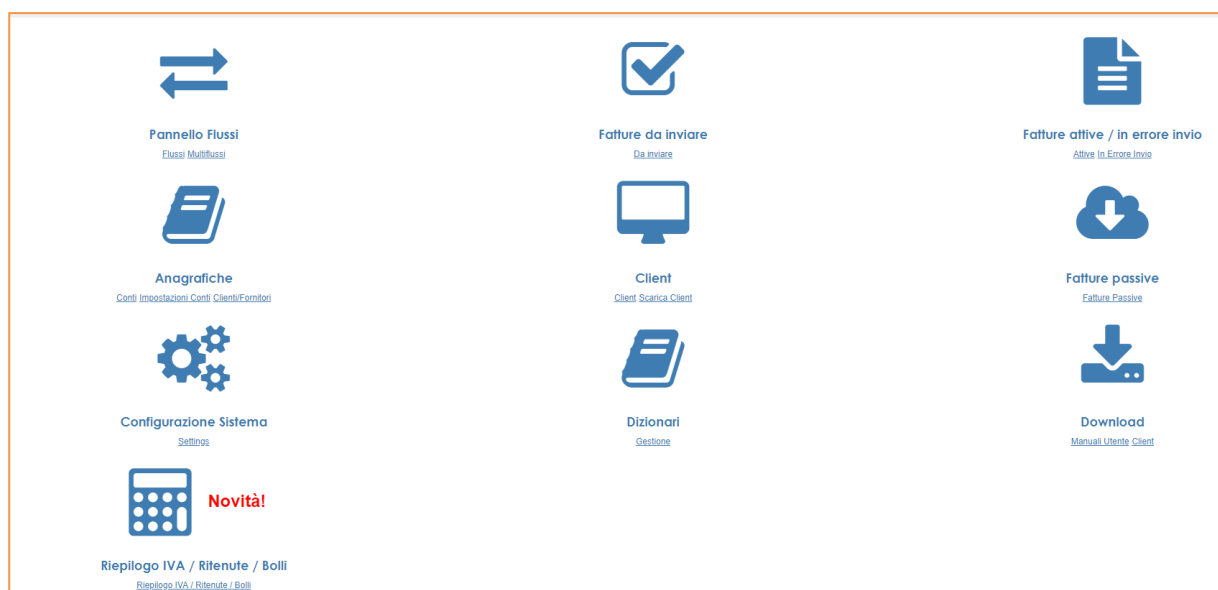 Pannello Flussi
Flussi Multiflussi
Fatture da inviare
Da inviare
Fatture attive / in errore invio
Attive In Errore Invio
Anagrafiche
Conti Impostazioni Conti Clienti/Fornitori
Client
Client Scarica Client
Fatture passive
Fatture Passive
Configurazione Sistema
Settings
Dizionari
Gestione
Download
Manuali Utente Client
Novità!
Riepilogo IVA / Ritenute / Bolli
Riepilogo IVA / Ritenute / Bolli